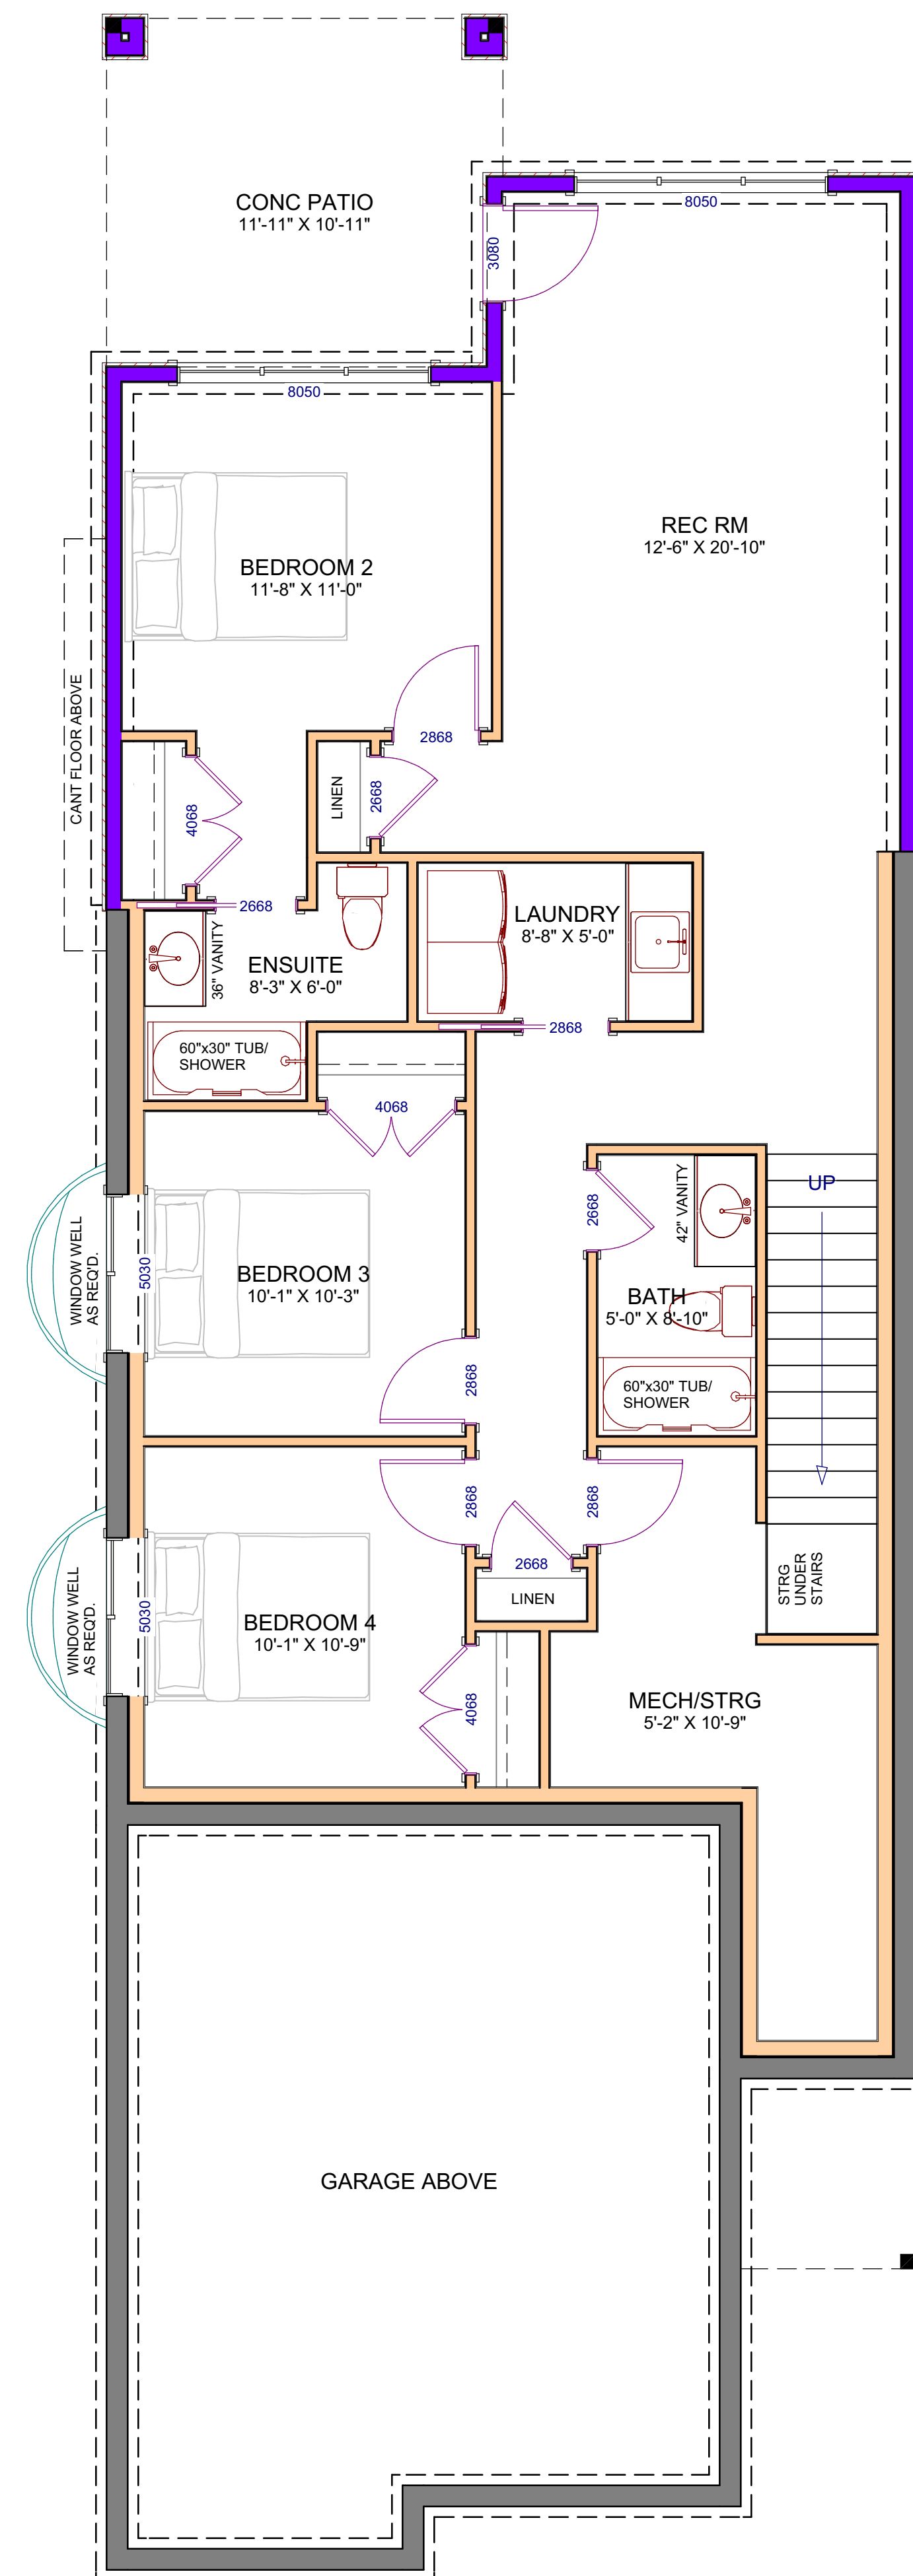 CONC PATIO
11'-11" X 10'-11"
8050
3080
8050
REC RM
12'-6" X 20'-10"
BEDROOM 2
11'-8" X 11'-0"
CANT FLOOR ABOVE
2868
4068
LINEN
2668
2668
36" VANITY
ENSUITE
8'-3" X 6'-0"
LAUNDRY
8'-8" X 5'-0"
2868
60"x30" TUB/
SHOWER
4068
2668
42" VANITY
UP
WINDOW WELL
AS REQ'D.
5030
BEDROOM 3
10'-1" X 10'-3"
BATH
5'-0" X 8'-10"
2868
60"x30" TUB/
SHOWER
2868
2868
2668
LINEN
STRG
UNDER
STAIRS
WINDOW WELL
AS REQ'D.
5030
BEDROOM 4
10'-1" X 10'-9"
4068
MECH/STRG
5'-2" X 10'-9"
GARAGE ABOVE